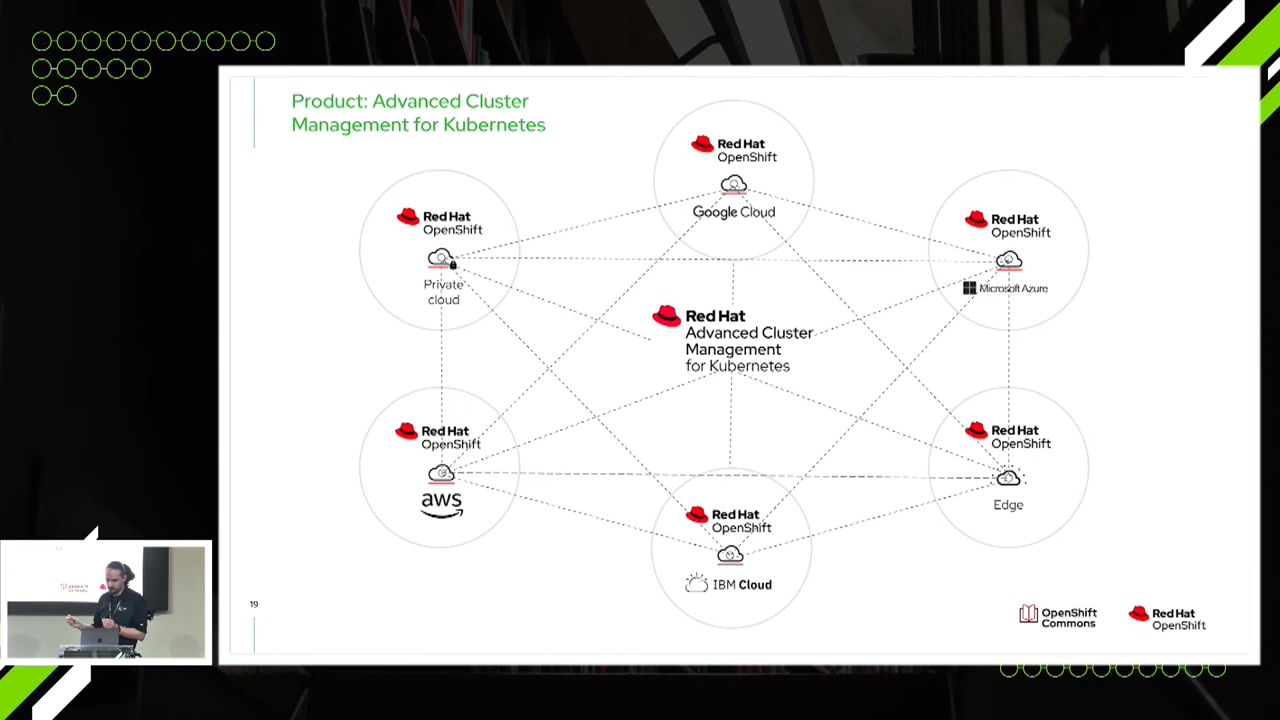 Product: Advanced Cluster
Management for Kubernetes
Red Hat
OpenShift
Google Cloud
Red Hat
OpenShift
Private
cloud
Red Hat
OpenShift
Microsoft Azure
Red Hat
Advanced Cluster
Management
for Kubernetes
Red Hat
OpenShift
aws
Red Hat
OpenShift
Edge
Red Hat
OpenShift
IBM Cloud
19
OpenShift
Commons
Red Hat
OpenShift